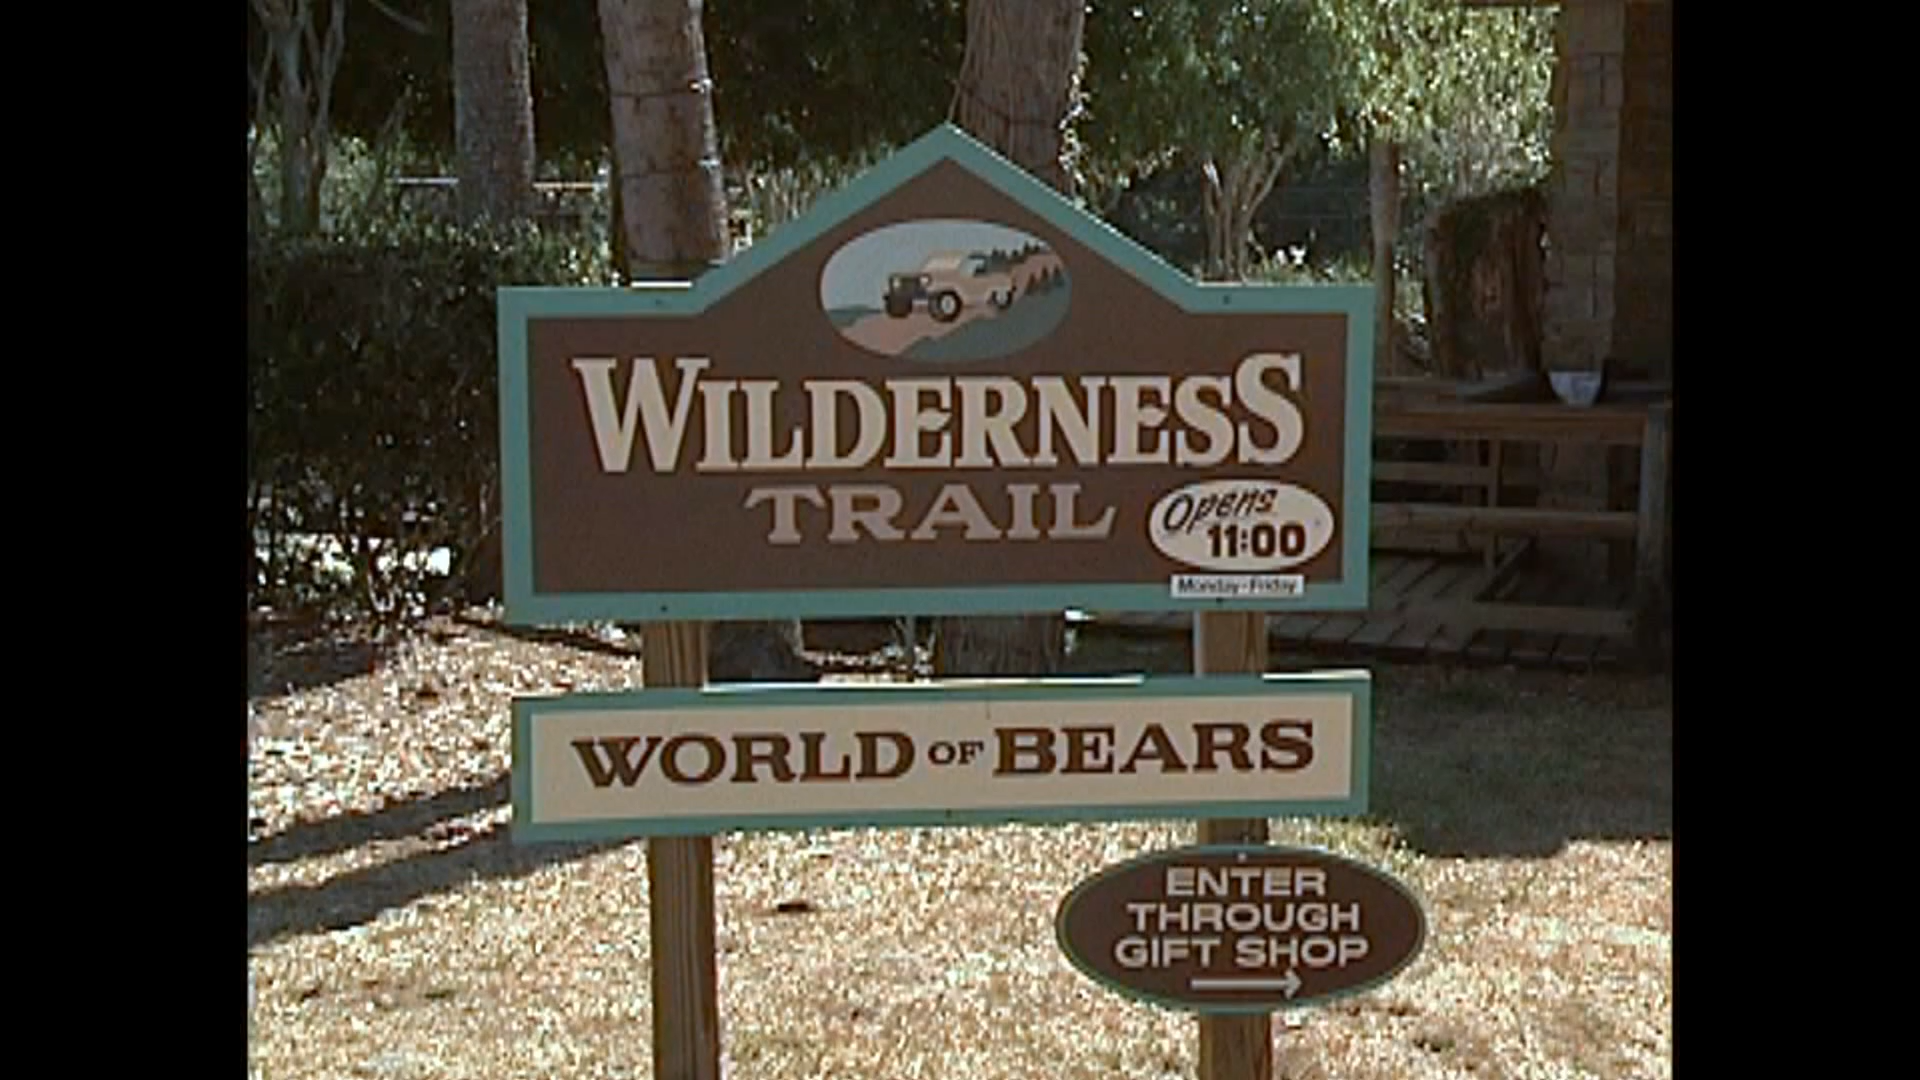 WILDERNESS
TRAIL
Opens
11:00
Monday-Friday
WORLD OF BEARS
ENTER
THROUGH
GIFT SHOP